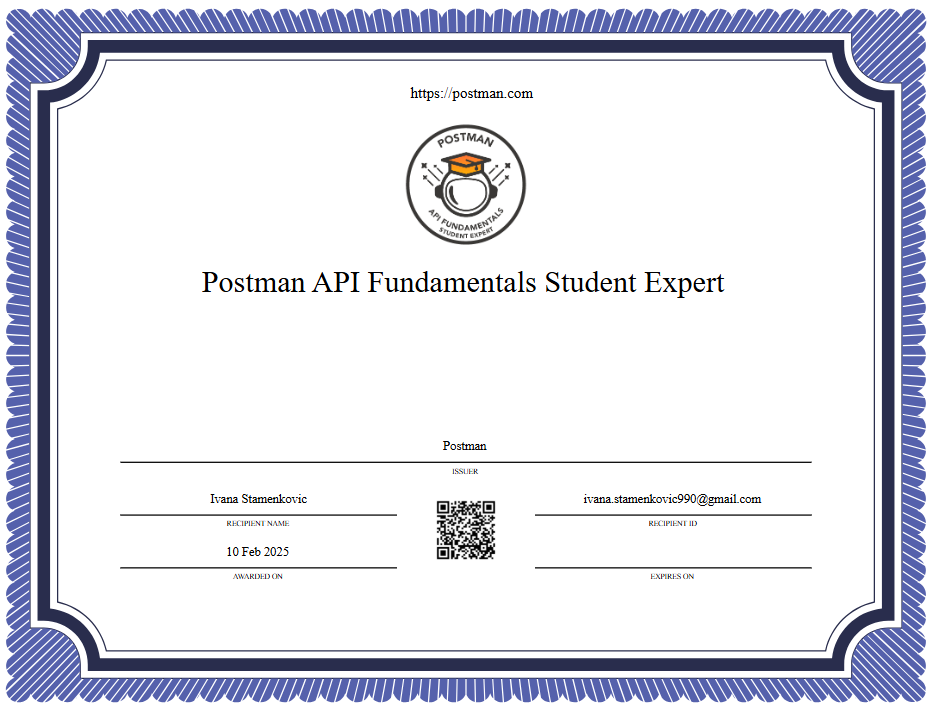 https://postman.com
POSTMAN
API FUNDAMENTALS
STUDENT EXPERT
Postman API Fundamentals Student Expert
Postman
ISSUER
Ivana Stamenkovic
RECIPIENT NAME
ivana.stamenkovic990@gmail.com
RECIPIENT ID
10 Feb 2025
AWARDED ON
EXPIRES ON